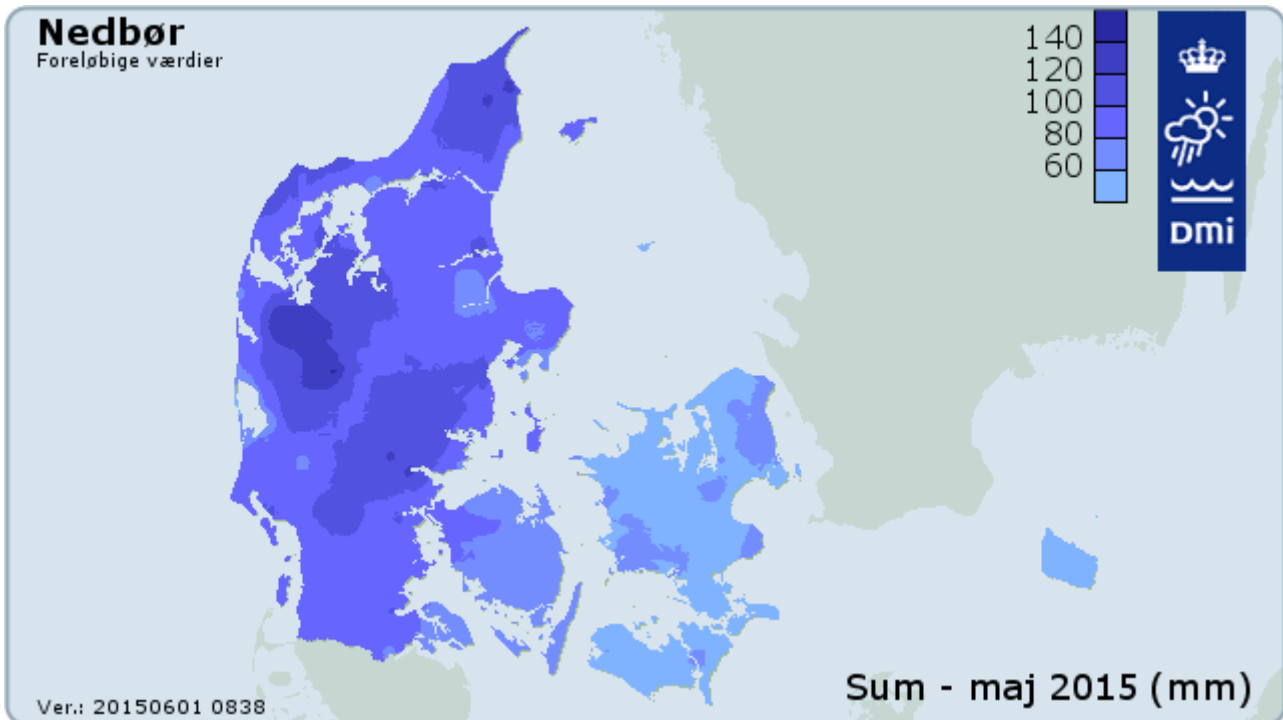 Nedbør
Foreløbige værdier
140
120
100
80
60
DMI
Sum - maj 2015 (mm)
Ver.: 20150601 0838